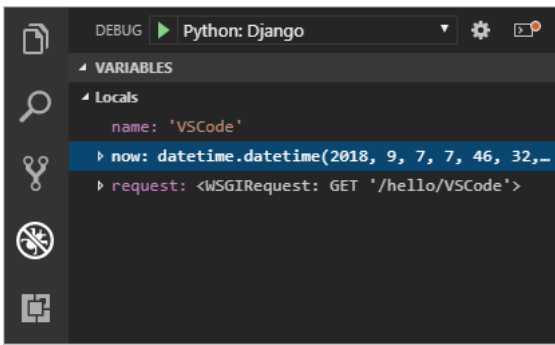 DEBUG Python: Django
VARIABLES
Locals
name: 'VSCode'
now: datetime.datetime(2018, 9, 7, 7, 46, 32,…
request: <WSGIRequest: GET '/hello/VSCode'>